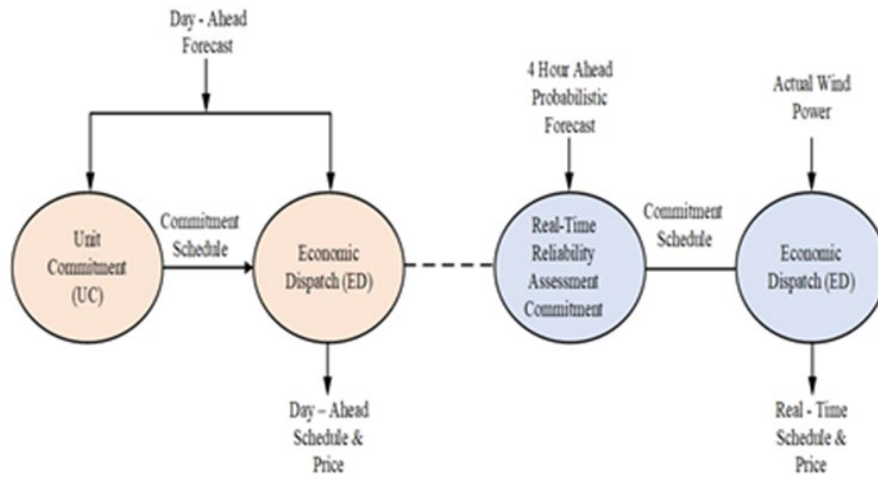 Day - Ahead
Forecast
4 Hour Ahead
Probabilistic
Forecast
Actual Wind
Power
Unit
Commitment
(UC)
Commitment
Schedule
Economic
Dispatch (ED)
Real-Time
Reliability
Assessment
Commitment
Commitment
Schedule
Economic
Dispatch (ED)
Day – Ahead
Schedule &
Price
Real - Time
Schedule &
Price